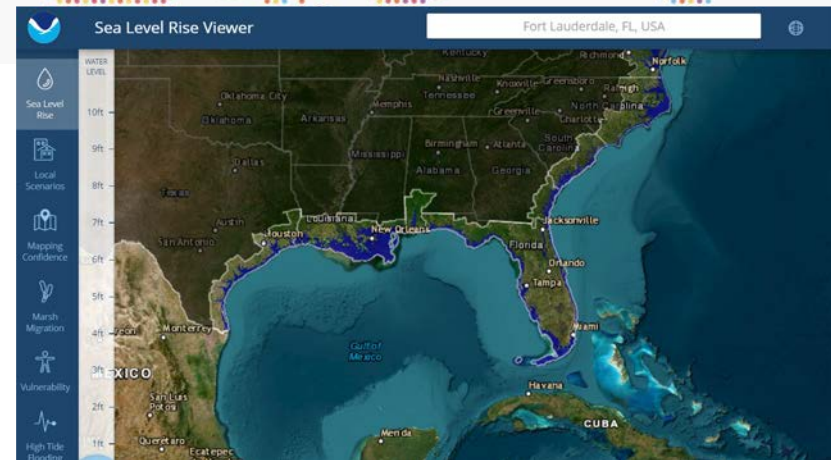 Sea Level Rise Viewer
Fort Lauderdale, FL, USA
WATER
LEVEL
Sea Level
Rise
Local
Scenarios
Mapping
Confidence
Marsh
Migration
Vulnerability
High Tide
Flooding
10ft
9ft
8ft
7ft
6ft
5ft
4ft
3ft
2ft
1ft
Kentucky
Richmond
Norfolk
Nashville
Knoxville
Greensboro
Raleigh
Oklahoma City
Memphis
Tennessee
North Carolina
Greenville
Charlotte
Oklahoma
Arkansas
South
Carolina
Birmingham
Atlanta
Mississippi
Dallas
Alabama
Georgia
Texas
Austin
Louisiana
Jacksonville
San Antonio
Houston
New Orleans
Florida
Orlando
Tampa
Monterrey
Miami
Gulf of
Mexico
MEXICO
Havana
San Luis
Potosí
CUBA
Merida
Queretaro
Ecatepec